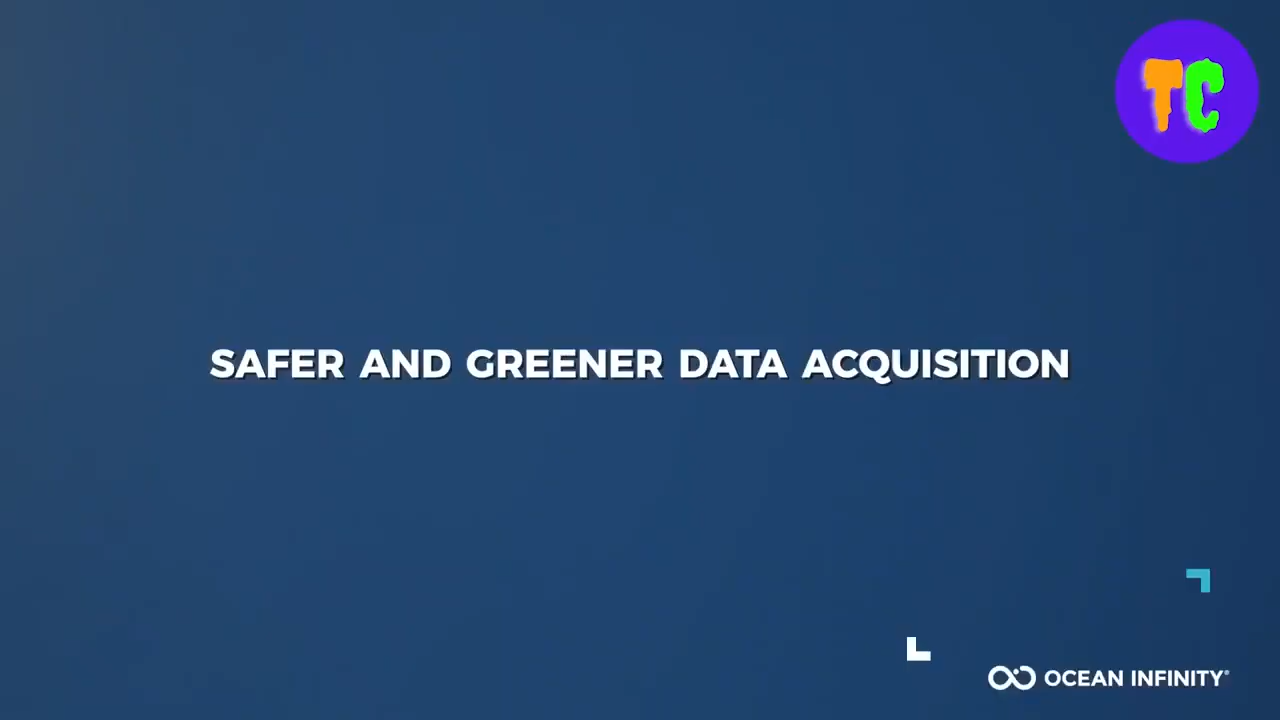 TC
SAFER AND GREENER DATA ACQUISITION
OCEAN INFINITY®